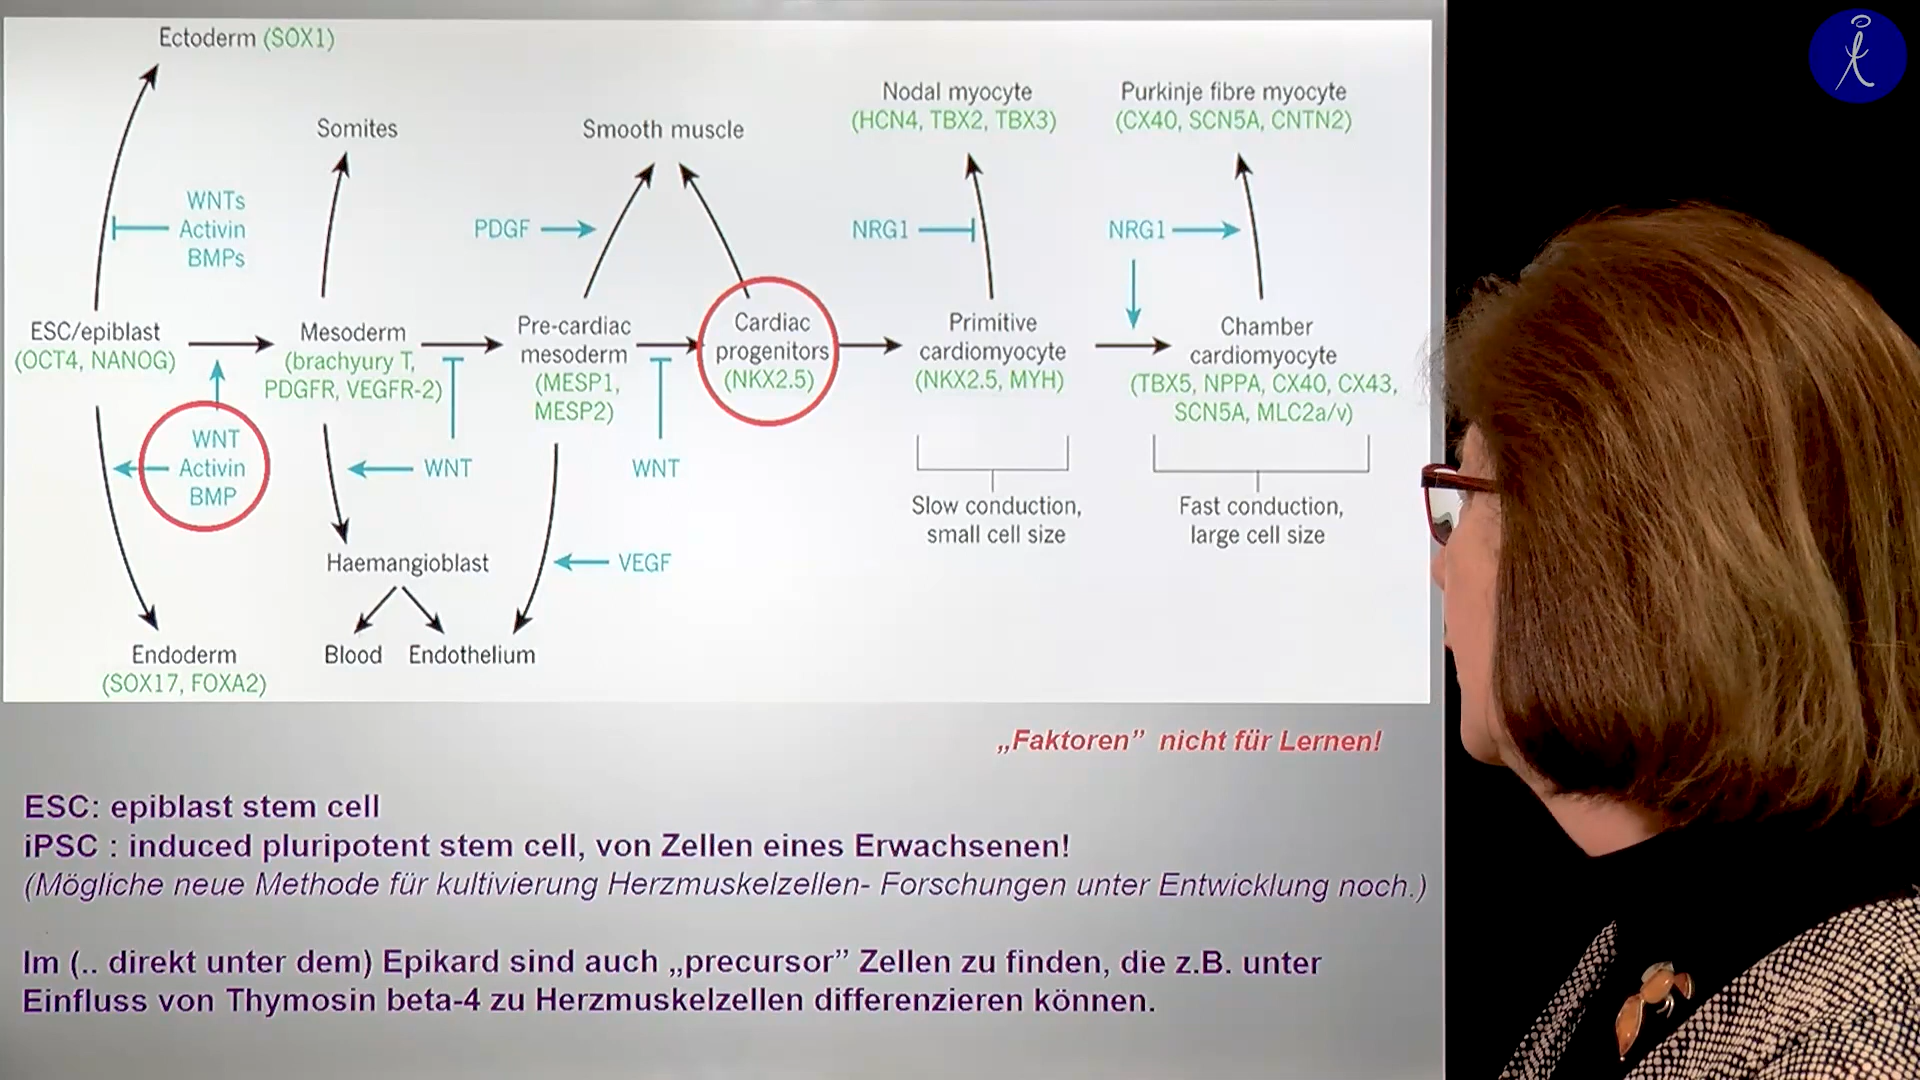 Ectoderm (SOX1)
Somites
Smooth muscle
Nodal myocyte
(HCN4, TBX2, TBX3)
Purkinje fibre myocyte
(CX40, SCN5A, CNTN2)
WNTs
Activin
BMPs
PDGF
NRG1
NRG1
ESC/epiblast
(OCT4, NANOG)
Mesoderm
(brachyury T,
PDGFR, VEGFR-2)
Pre-cardiac
mesoderm
(MESP1,
MESP2)
Cardiac
progenitors
(NKX2.5)
Primitive
cardiomyocyte
(NKX2.5, MYH)
Chamber
cardiomyocyte
(TBX5, NPPA, CX40, CX43,
SCN5A, MLC2a/v)
WNT
Activin
BMP
WNT
WNT
Slow conduction,
small cell size
Fast conduction,
large cell size
Haemangioblast
VEGF
Blood
Endothelium
Endoderm
(SOX17, FOXA2)
„Faktoren” nicht für Lernen!
ESC: epiblast stem cell
iPSC : induced pluripotent stem cell, von Zellen eines Erwachsenen!
(Mögliche neue Methode für kultivierung Herzmuskelzellen- Forschungen unter Entwicklung noch.)
Im (.. direkt unter dem) Epikard sind auch „precursor” Zellen zu finden, die z.B. unter
Einfluss von Thymosin beta-4 zu Herzmuskelzellen differenzieren können.